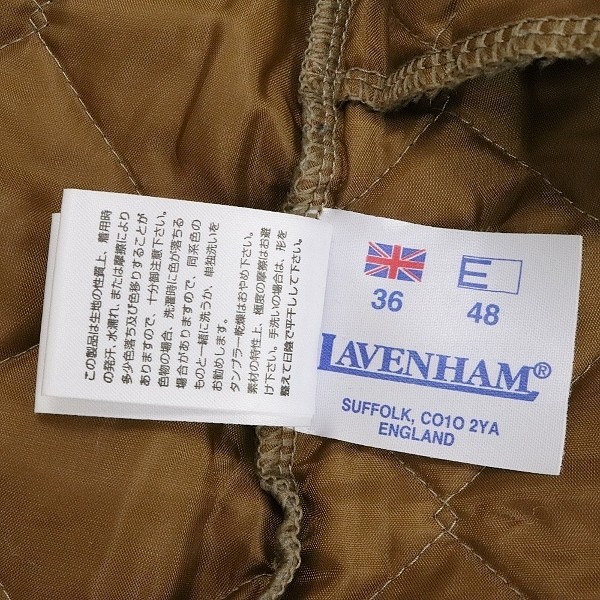 この製品は生地の性質上、着用時
の発汗、水濡れ、または摩擦により
多少色落ち及び色移りすることが
ありますので、十分御注意下さい。
色物の場合、洗濯時に色が落ちる
場合がありますので、同系色の
ものと一緒に洗うか、単独洗いを
お勧めします。
タンブラー乾燥はおやめ下さい。
素材の特性上、極度の摩擦はお避
け下さい。手洗いの場合は、形を
整えて日陰で平干しして下さい。
E
36
48
LAVENHAM®
SUFFOLK, CO1O 2YA
ENGLAND